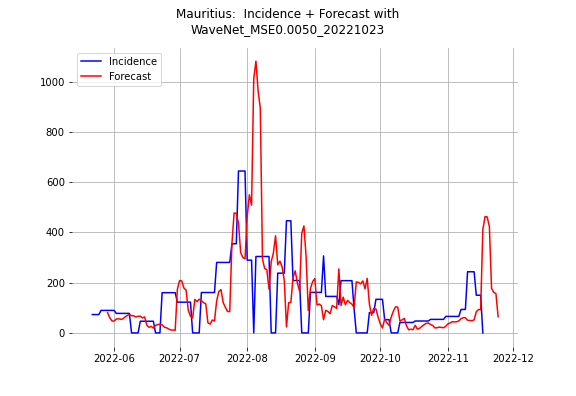 Mauritius:  Incidence + Forecast with
WaveNet_MSE0.0050_20221023
Incidence
Forecast
1000
800
600
400
200
0
2022-06 2022-07 2022-08 2022-09 2022-10 2022-11 2022-12